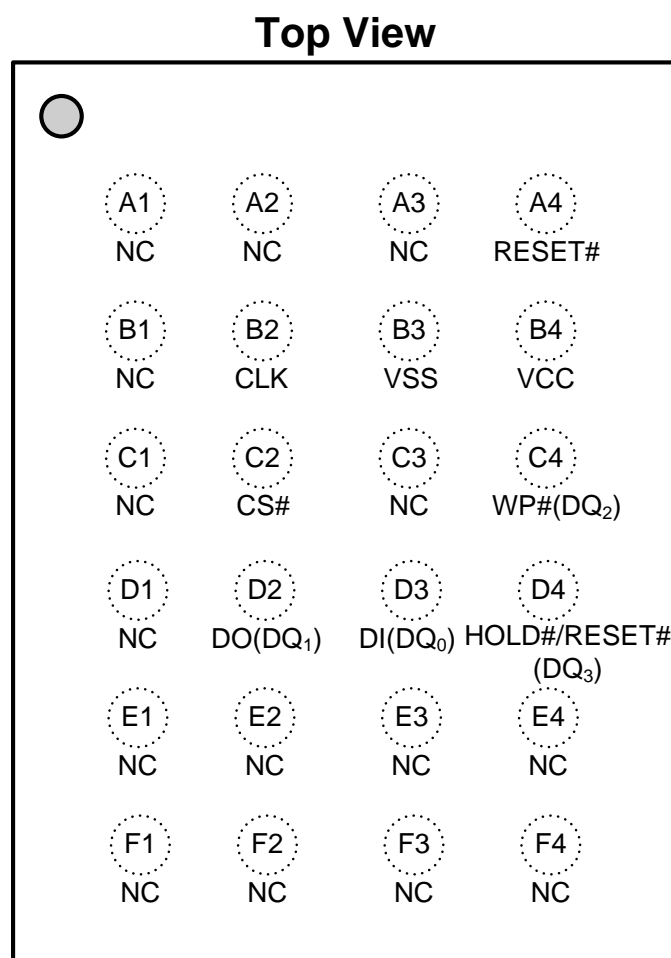 Top View
A1 A2 A3 A4
NC NC NC RESET#
B1 B2 B3 B4
NC CLK VSS VCC
C1 C2 C3 C4
NC CS# NC WP#(DQ₂)
D1 D2 D3 D4
NC DO(DQ₁) DI(DQ₀) HOLD#/RESET#
(DQ₃)
E1 E2 E3 E4
NC NC NC NC
F1 F2 F3 F4
NC NC NC NC